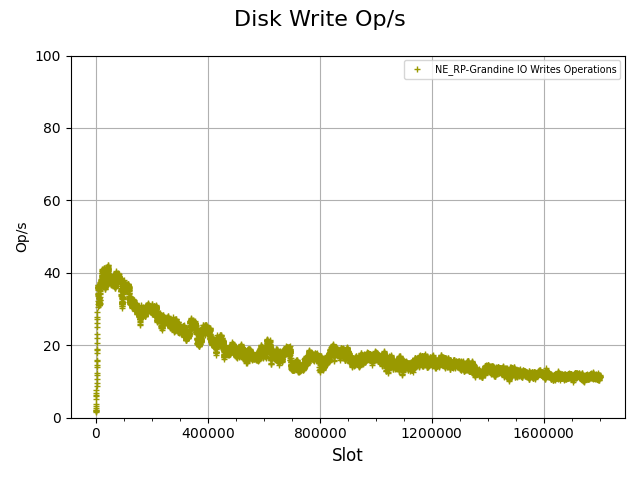 Disk Write Op/s
100
80
60
40
20
0
Op/s
NE_RP-Grandine IO Writes Operations
0 400000 800000 1200000 1600000
Slot